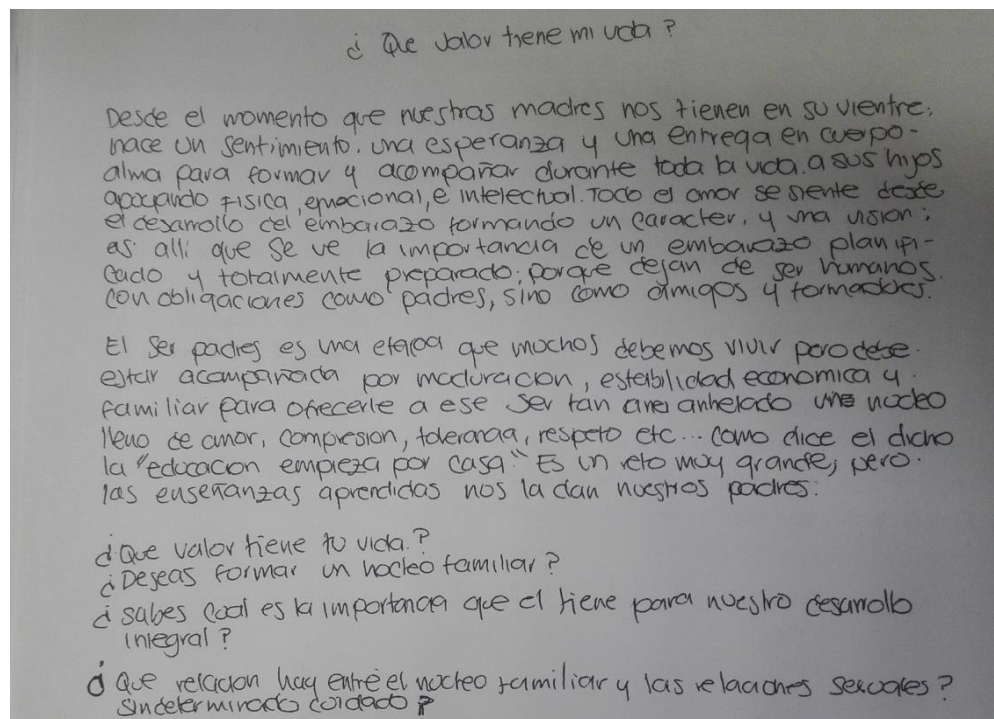 ¿ Que valor tiene mi vida ?
Desde el momento que nuestras madres nos tienen en su vientre,
nace un sentimiento. una esperanza y una entrega en cuerpo-
alma para formar y acompañar durante toda la vida. a sus hijos
apoyando fisica, emocional, e intelectual. Todo el amor se siente desde
el desarrollo del embarazo formando un caracter, y una vision;
es alli que se ve la importancia de un embarazo planifi-
cado y totalmente preparado; porque dejan de ser humanos.
con obligaciones como padres, sino como amigos y formadores.
El ser padres es una etapa que muchos debemos vivir pero debe.
estar acompañada por maduracion, estabilidad economica y.
familiar para ofrecerle a ese ser tan anhelado un nucleo
lleno de amor, compresion, tolerancia, respeto etc... como dice el dicho
la "educacion empieza por casa." Es un reto muy grande, pero.
las enseñanzas aprendidas nos la dan nuestros padres.
¿Que valor tiene tu vida.?
¿Deseas formar un nucleo familiar?
¿sabes cual es la importancia que el tiene para nuestro desarrollo
integral?
¿Que relacion hay entre el nucleo familiar y las relaciones sexuales?
sin determinado cuidado?